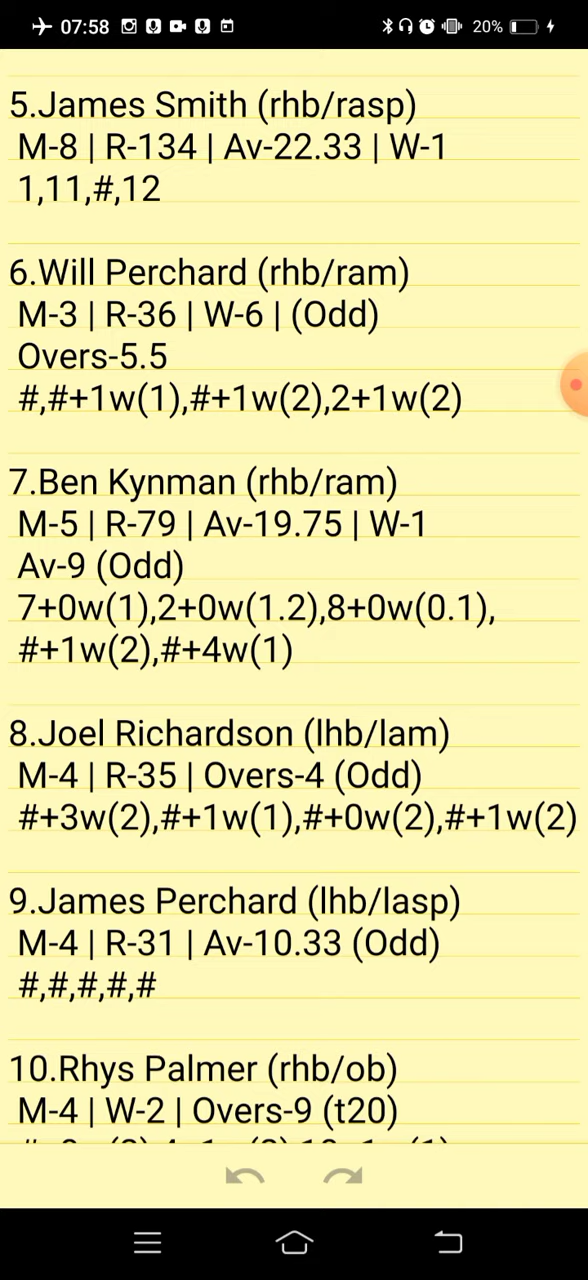 07:58
20%
5.James Smith (rhb/rasp)
M-8 | R-134 | Av-22.33 | W-1
1,11,#,12
6.Will Perchard (rhb/ram)
M-3 | R-36 | W-6 | (Odd)
Overs-5.5
#,#+1w(1),#+1w(2),2+1w(2)
7.Ben Kynman (rhb/ram)
M-5 | R-79 | Av-19.75 | W-1
Av-9 (Odd)
7+0w(1),2+0w(1.2),8+0w(0.1),
#+1w(2),#+4w(1)
8.Joel Richardson (lhb/lam)
M-4 | R-35 | Overs-4 (Odd)
#+3w(2),#+1w(1),#+0w(2),#+1w(2)
9.James Perchard (lhb/lasp)
M-4 | R-31 | Av-10.33 (Odd)
#,#,#,#,#
10.Rhys Palmer (rhb/ob)
M-4 | W-2 | Overs-9 (t20)